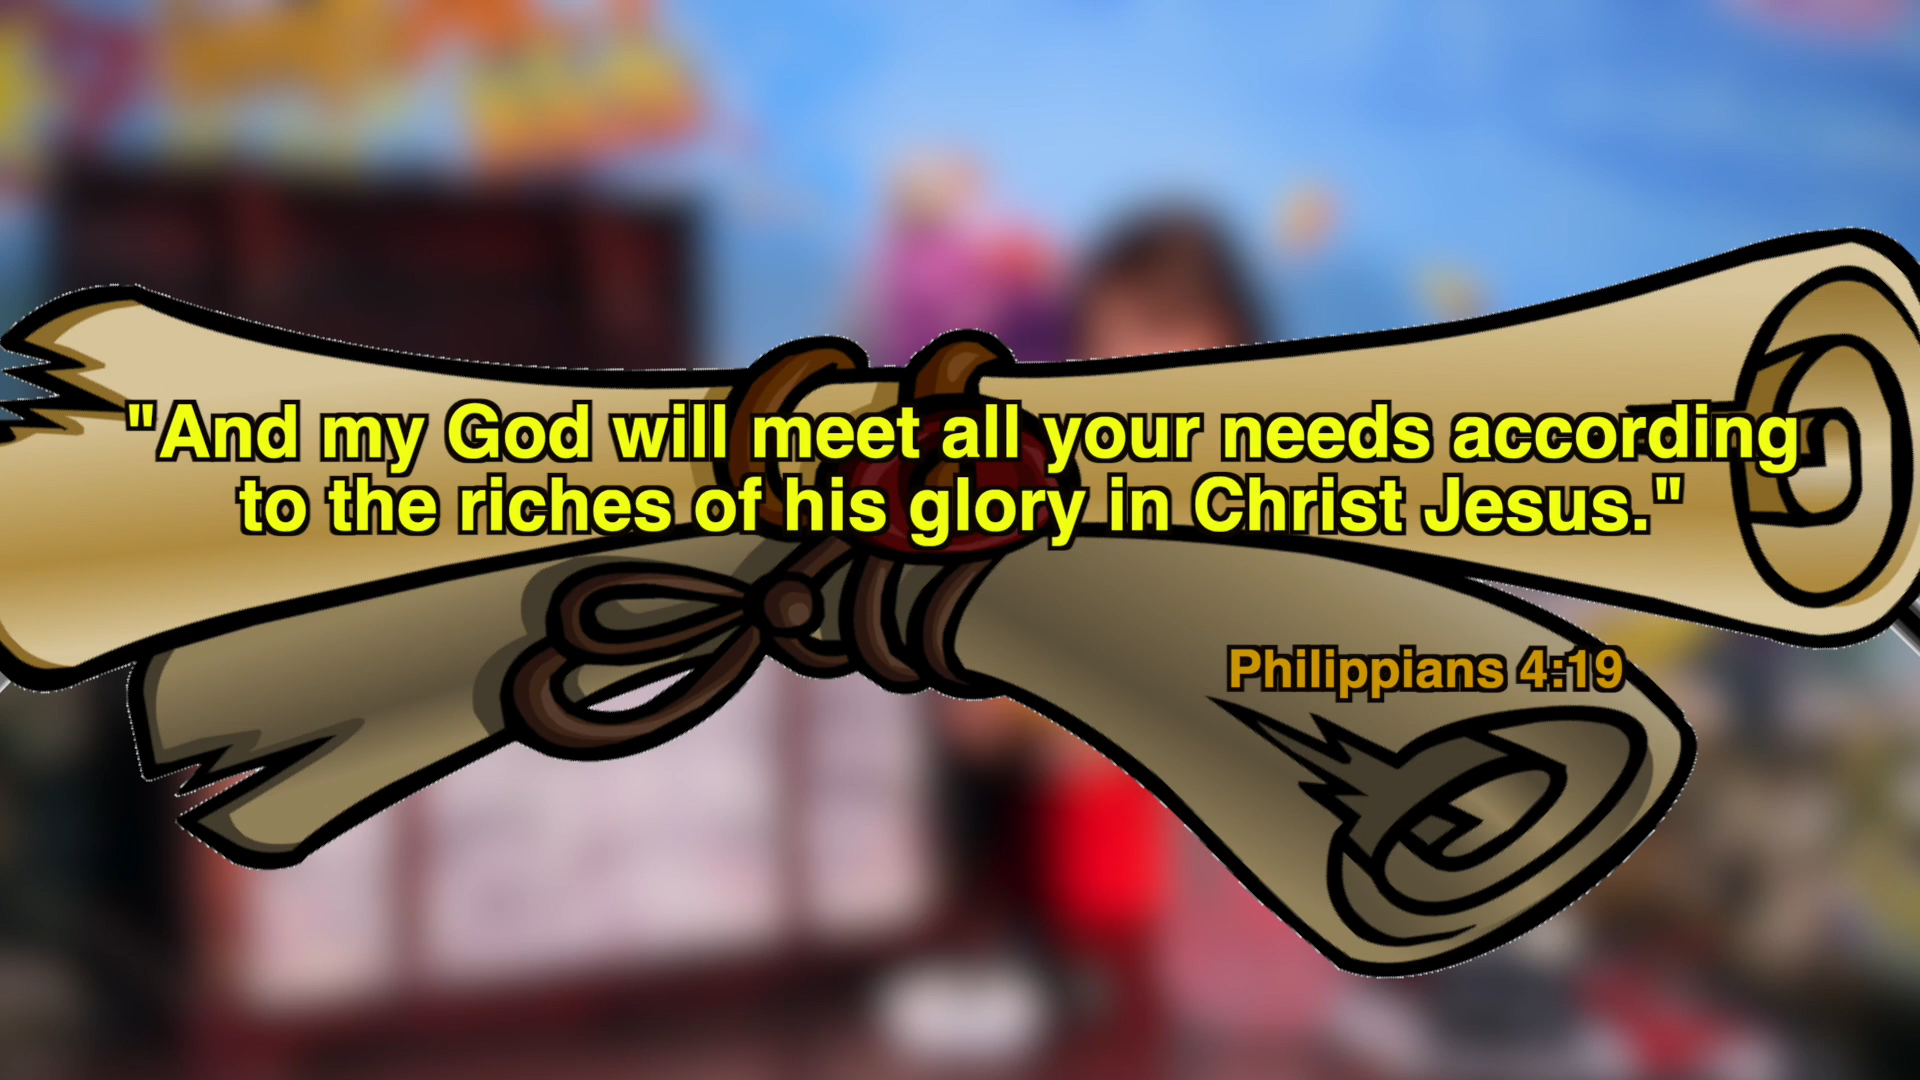 "And my God will meet all your needs according
to the riches of his glory in Christ Jesus."
Philippians 4:19